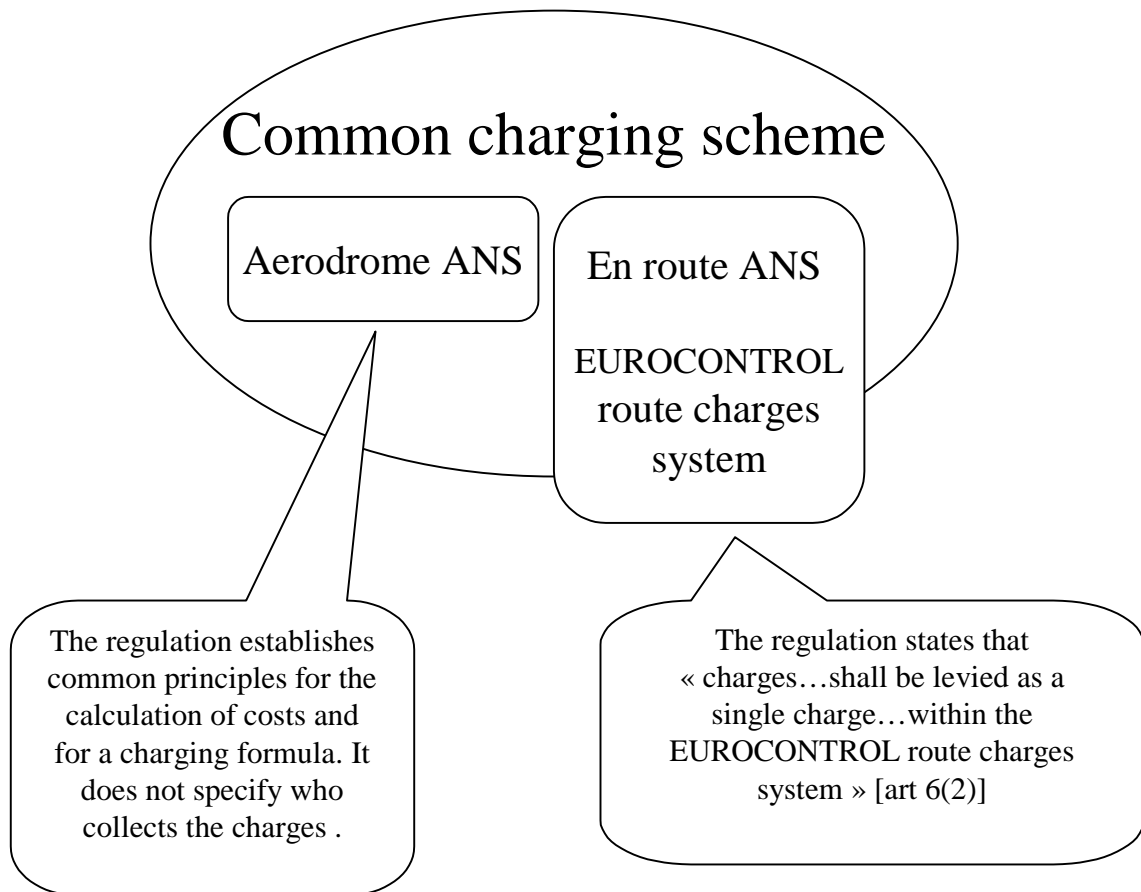 Common charging scheme
Aerodrome ANS
En route ANS
EUROCONTROL
route charges
system
The regulation establishes
common principles for the
calculation of costs and
for a charging formula. It
does not specify who
collects the charges .
The regulation states that
« charges…shall be levied as a
single charge…within the
EUROCONTROL route charges
system » [art 6(2)]